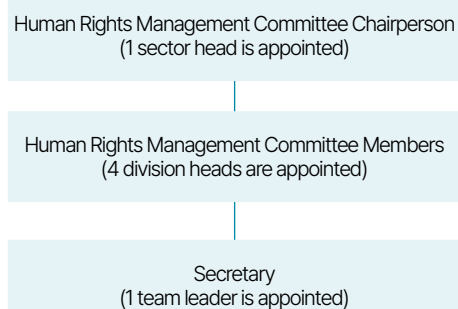 Human Rights Management Committee Chairperson
(1 sector head is appointed)
Human Rights Management Committee Members
(4 division heads are appointed)
Secretary
(1 team leader is appointed)